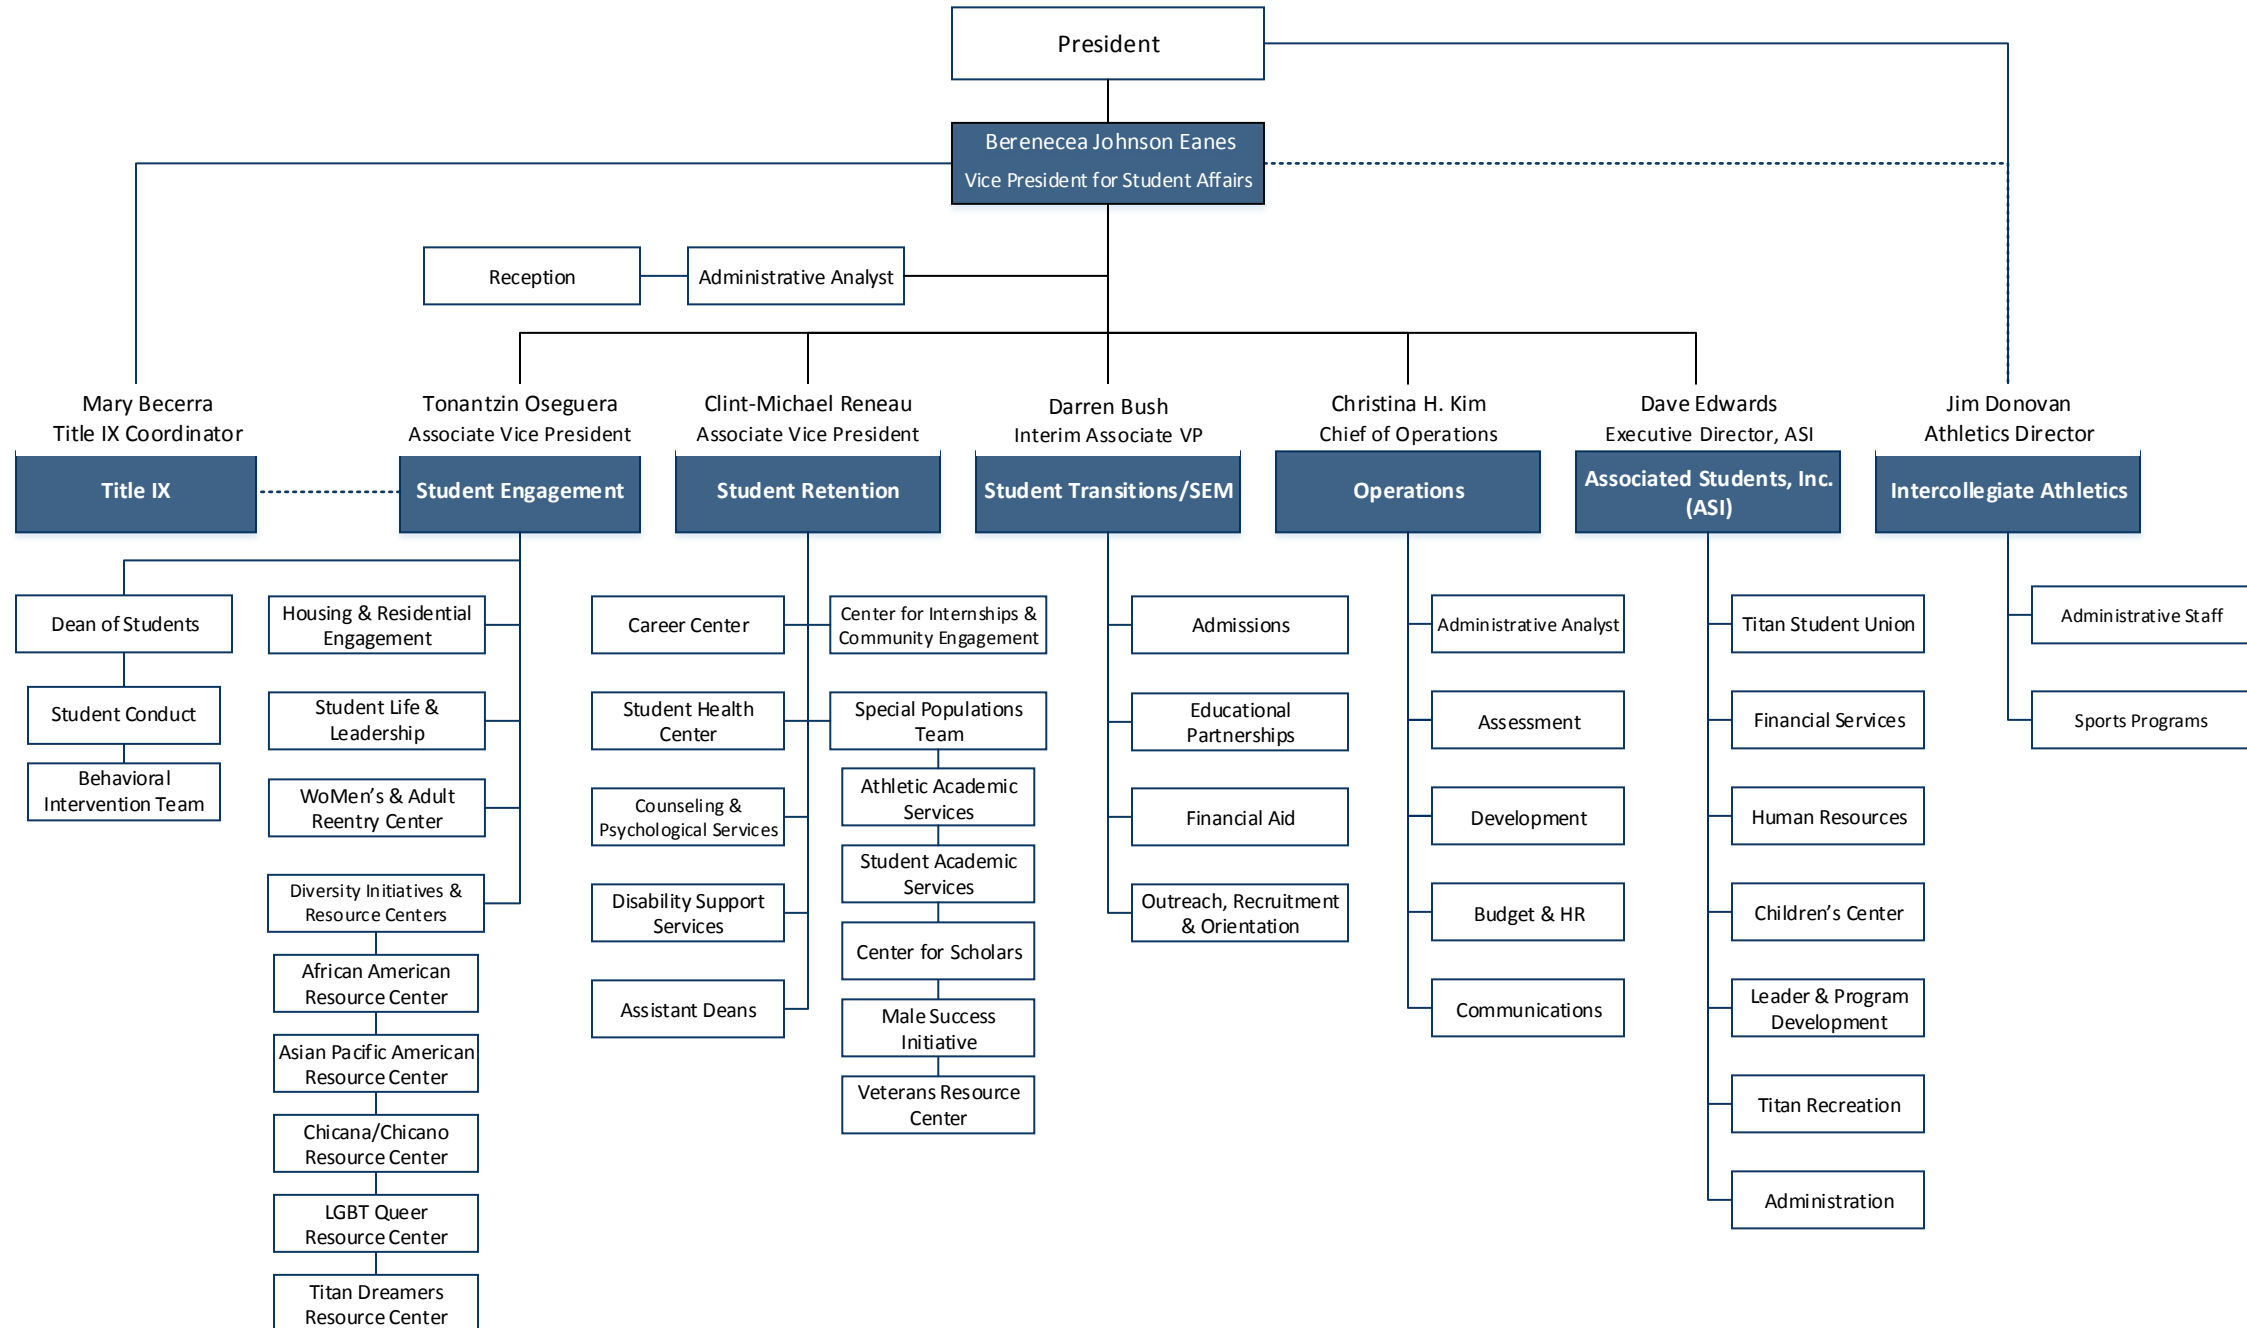 President
Berenecea Johnson Eanes
Vice President for Student Affairs
Reception
Administrative Analyst
Mary Becerra
Title IX Coordinator
Title IX
Tonantzin Oseguera
Associate Vice President
Student Engagement
Clint-Michael Reneau
Associate Vice President
Student Retention
Darren Bush
Interim Associate VP
Student Transitions/SEM
Christina H. Kim
Chief of Operations
Operations
Dave Edwards
Executive Director, ASI
Associated Students, Inc.
(ASI)
Jim Donovan
Athletics Director
Intercollegiate Athletics
Dean of Students
Student Conduct
Behavioral
Intervention Team
Housing & Residential
Engagement
Student Life &
Leadership
WoMen’s & Adult
Reentry Center
Diversity Initiatives &
Resource Centers
African American
Resource Center
Asian Pacific American
Resource Center
Chicana/Chicano
Resource Center
LGBT Queer
Resource Center
Titan Dreamers
Resource Center
Career Center
Student Health
Center
Counseling &
Psychological Services
Disability Support
Services
Assistant Deans
Center for Internships &
Community Engagement
Special Populations
Team
Athletic Academic
Services
Student Academic
Services
Center for Scholars
Male Success
Initiative
Veterans Resource
Center
Admissions
Educational
Partnerships
Financial Aid
Outreach, Recruitment
& Orientation
Administrative Analyst
Assessment
Development
Budget & HR
Communications
Titan Student Union
Financial Services
Human Resources
Children’s Center
Leader & Program
Development
Titan Recreation
Administration
Administrative Staff
Sports Programs